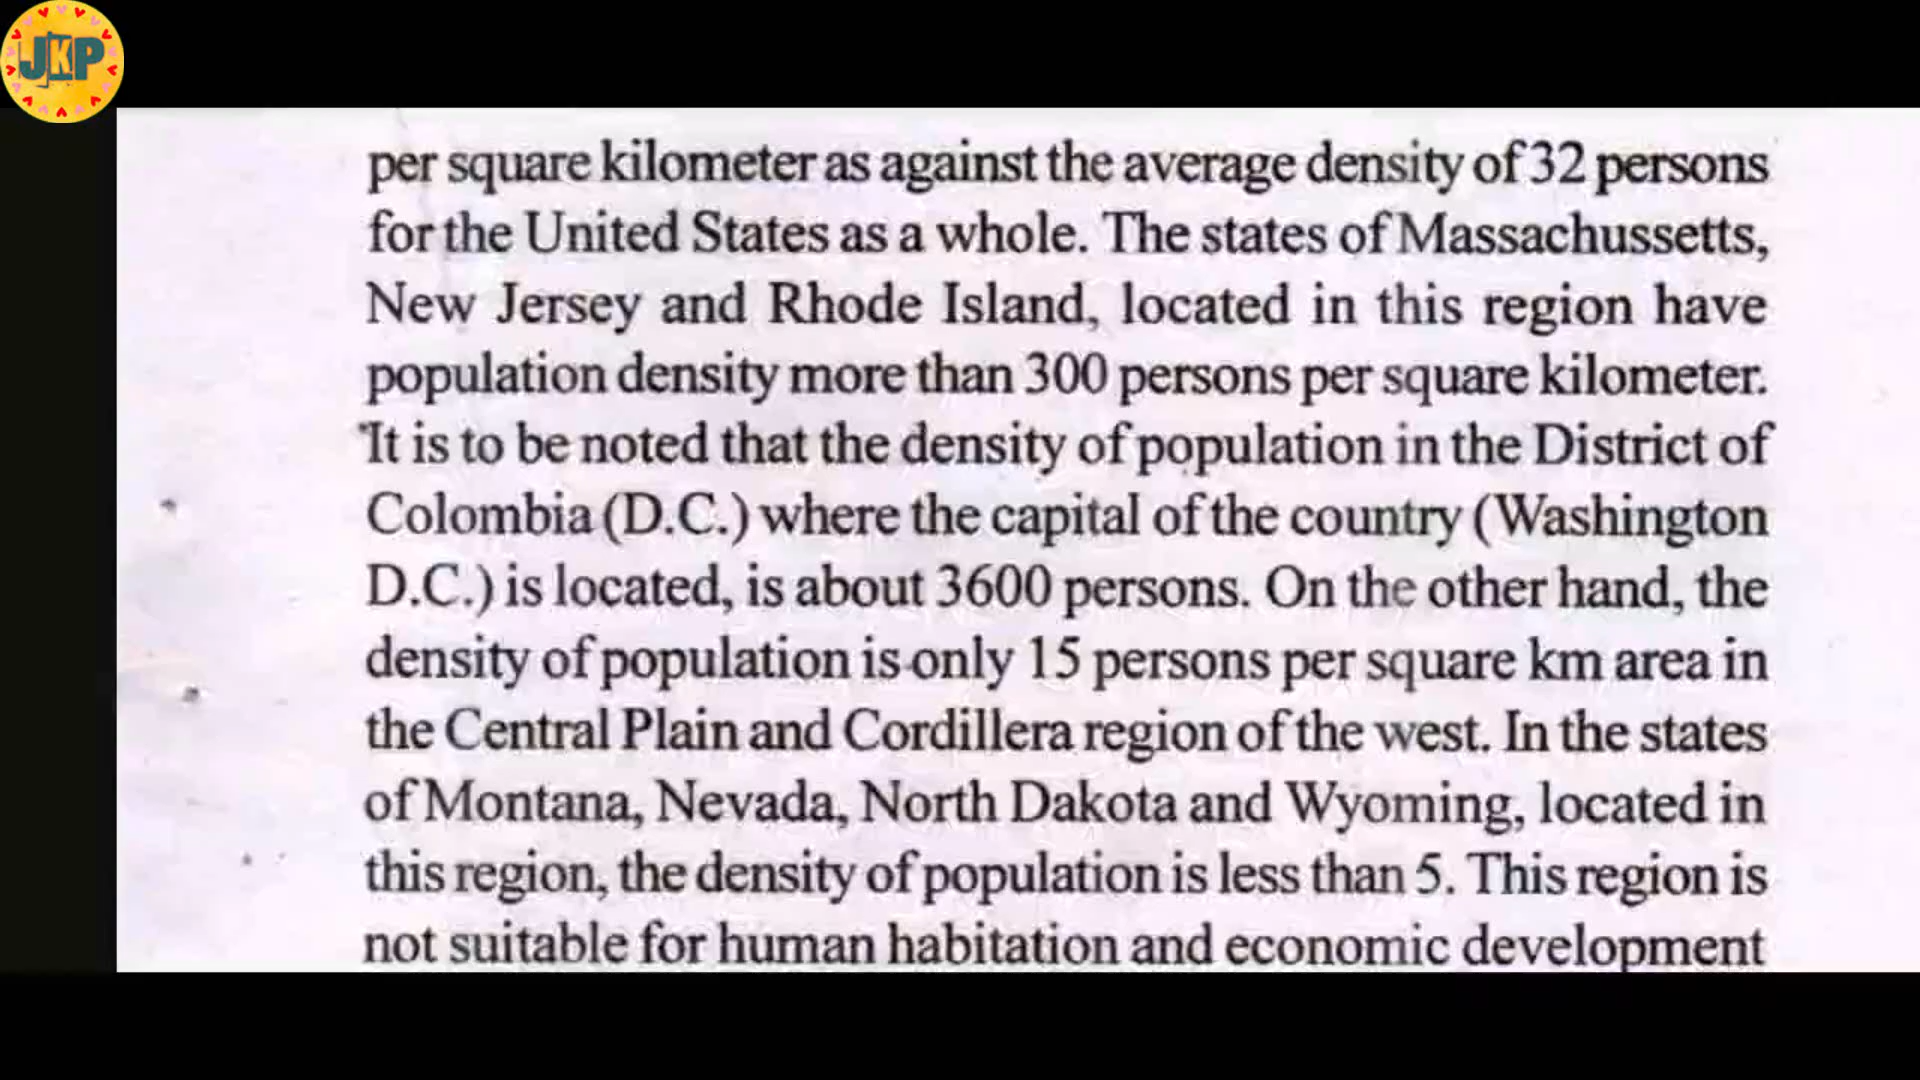 JKP
per square kilometer as against the average density of 32 persons
for the United States as a whole. The states of Massachussetts,
New Jersey and Rhode Island, located in this region have
population density more than 300 persons per square kilometer.
It is to be noted that the density of population in the District of
Colombia (D.C.) where the capital of the country (Washington
D.C.) is located, is about 3600 persons. On the other hand, the
density of population is only 15 persons per square km area in
the Central Plain and Cordillera region of the west. In the states
of Montana, Nevada, North Dakota and Wyoming, located in
this region, the density of population is less than 5. This region is
not suitable for human habitation and economic development